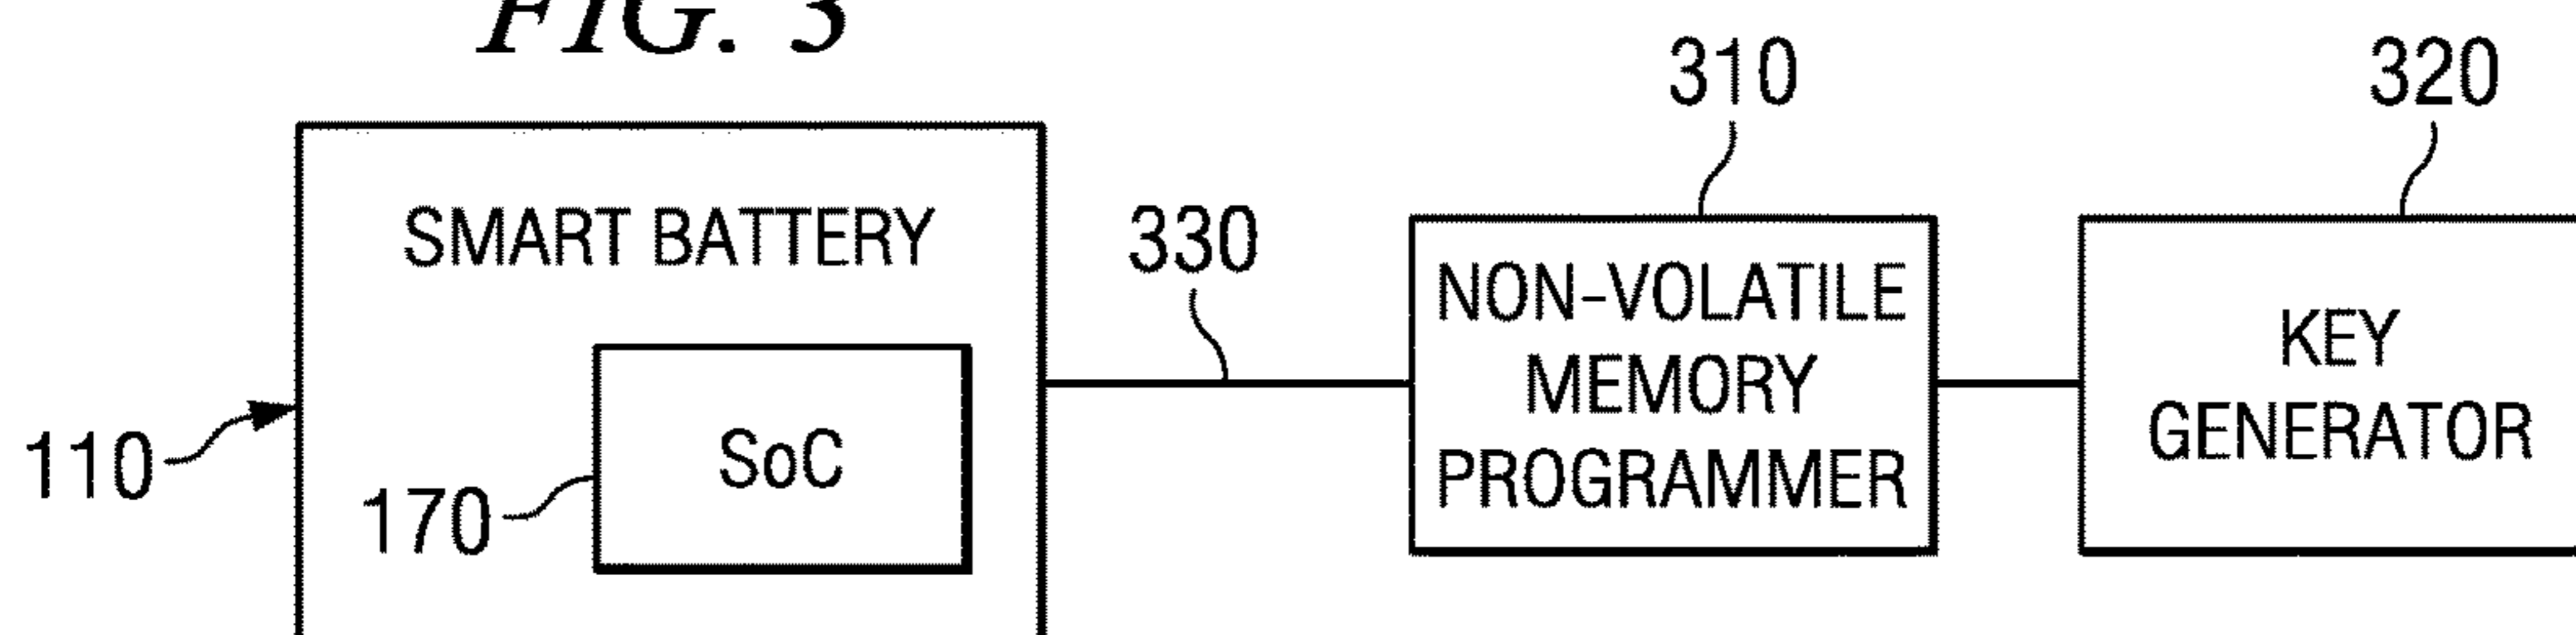 FIG. 3
310
320
SMART BATTERY
330
NON-VOLATILE
MEMORY
PROGRAMMER
KEY
GENERATOR
110
170
SoC